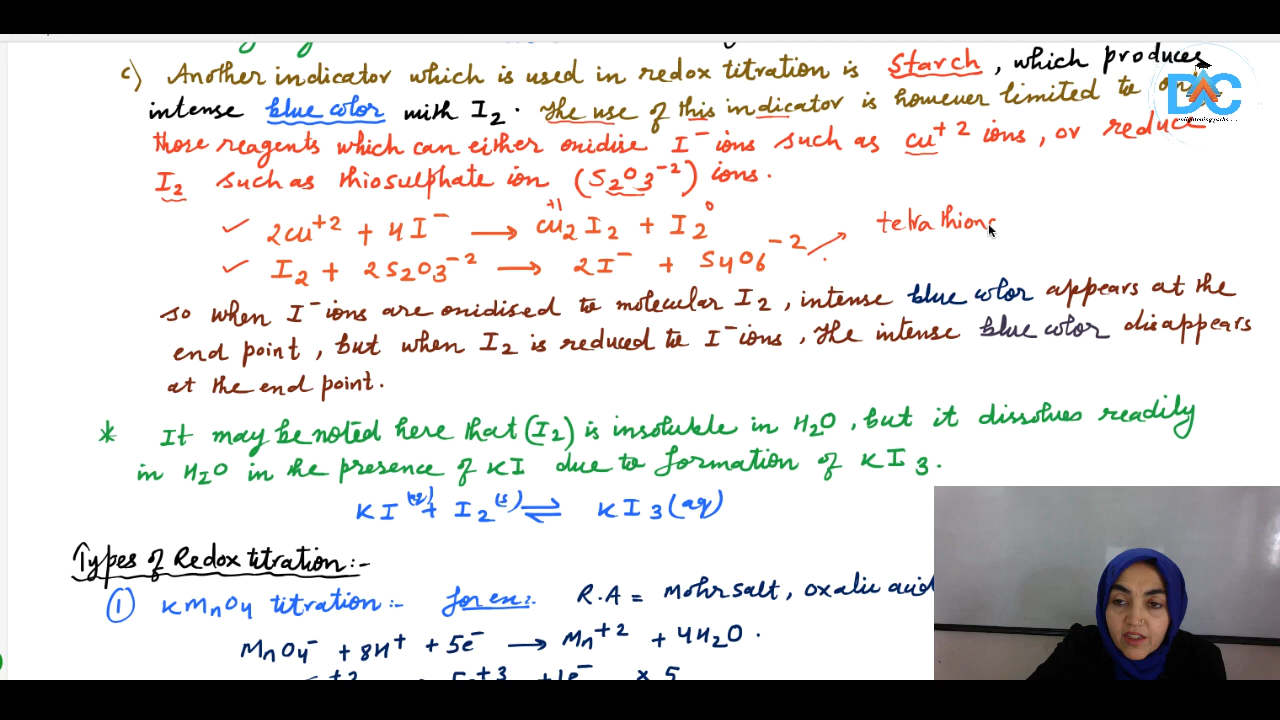 c) Another indicator which is used in redox titration is Starch, which produces
intense blue color with I2. The use of this indicator is however limited to
those reagents which can either oxidise I⁻ ions such as cu+2 ions, or reduce
I2 such as thiosulphate ion (S2O3⁻²) ions.
+1 0
2cu+2 + 4I⁻ → cu2I2 + I2
tetrathion
I2 + 2S2O3⁻² → 2I⁻ + S4O6⁻²
so when I⁻ ions are oxidised to molecular I2, intense blue color appears at the
end point, but when I2 is reduced to I⁻ ions, the intense blue color disappears
at the end point.
* It may be noted here that (I2) is insoluble in H2O, but it dissolves readily
in H2O in the presence of KI due to formation of KI3.
KI(aq) + I2(s) ⇌ KI3(aq)
Types of Redox titration:-
① KMnO4 titration:- for ex:. R.A = Mohr salt, oxalic acid
MnO4⁻ + 8H+ + 5e⁻ → Mn+2 + 4H2O.
x 5
DAC